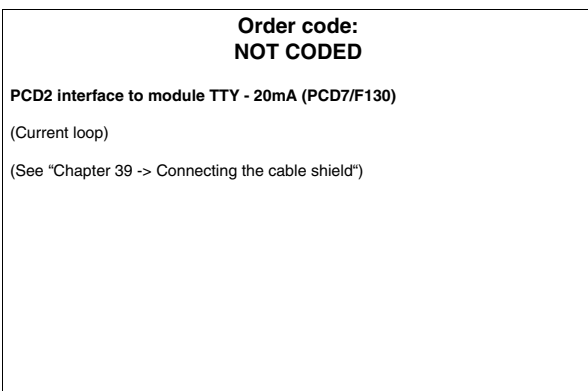 Order code:
NOT CODED
PCD2 interface to module TTY - 20mA (PCD7/F130)
(Current loop)
(See “Chapter 39 -> Connecting the cable shield“)